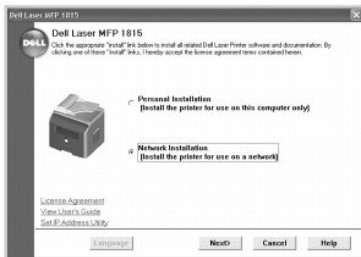 Dell Laser MFP 1815
Dell Laser MFP 1815
DELL
Click the appropriate "install" link below to install all related Dell Laser Printer software and documentation. By
clicking one of these "install" links, I hereby accept the license agreement terms contained herein.
Personal Installation
(Install the printer for use on this computer only)
Network Installation
(Install the printer for use on a network)
License Agreement
View User's Guide
Set IP Address Utility
Language
Next>
Cancel
Help